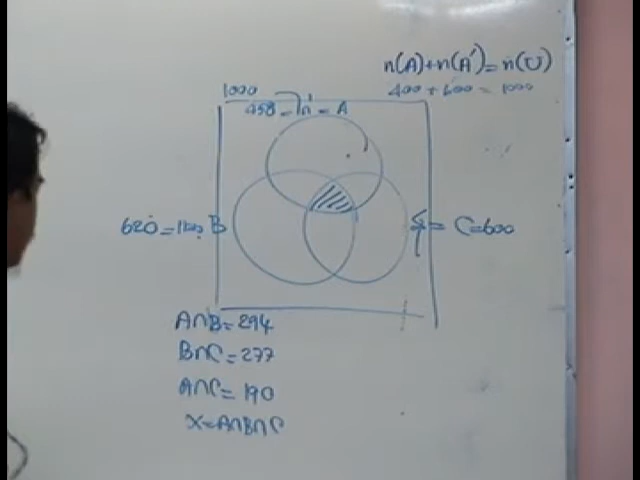 n(A)+n(A')=n(U)
400 + 600 = 1000
1000
458 = = A
620 = B
= C=600
A∩B=294
B∩C=277
A∩C=190
X=A∩B∩C